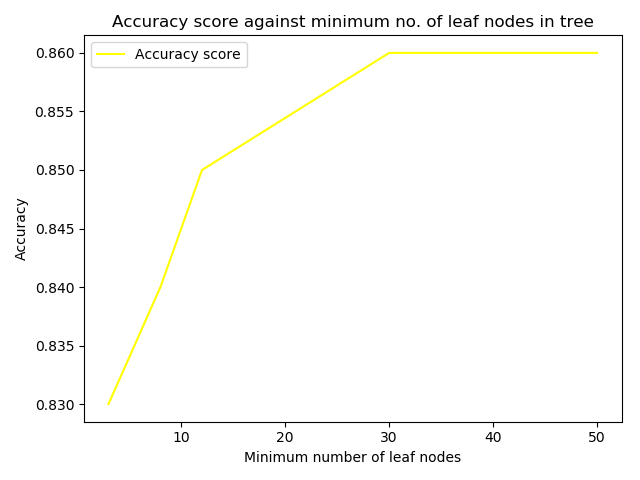 Accuracy score against minimum no. of leaf nodes in tree
Accuracy score
0.860
0.855
0.850
0.845
0.840
0.835
0.830
Accuracy
10 20 30 40 50
Minimum number of leaf nodes